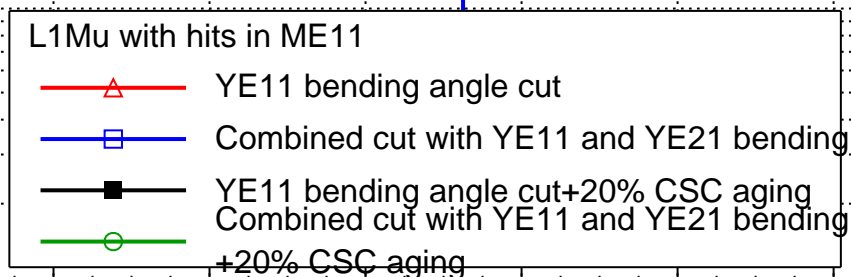 L1Mu with hits in ME11
YE11 bending angle cut
Combined cut with YE11 and YE21 bending
YE11 bending angle cut+20% CSC aging
Combined cut with YE11 and YE21 bending
+20% CSC aging